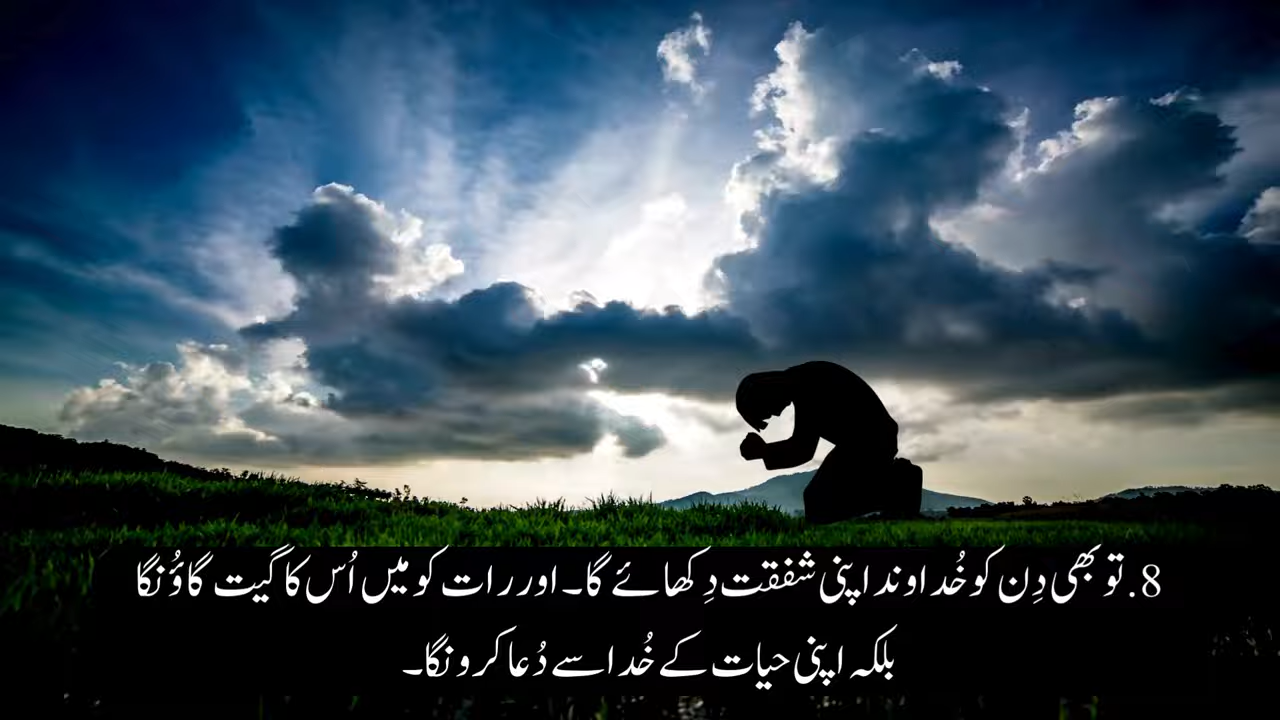 8. تو بھی دِن کو خُداوند اپنی شفقت دِکھائے گا۔ اور رات کو میں اُس کا گیت گاؤُنگا
بلکہ اپنی حیات کے خُدا سے دُعا کرونگا۔